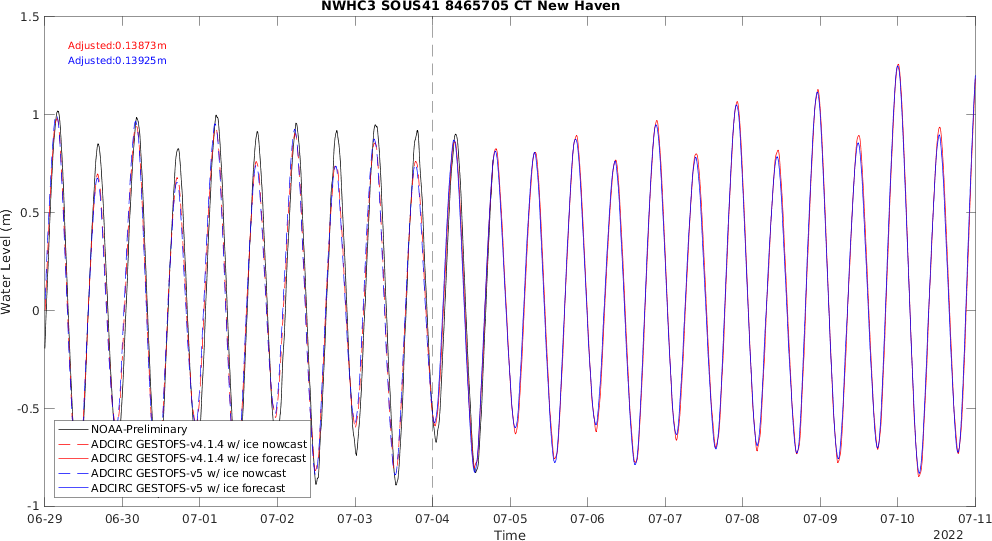 NWHC3 SOUS41 8465705 CT New Haven
1.5
Adjusted:0.13873m
Adjusted:0.13925m
1
0.5
Water Level (m)
0
-0.5
NOAA-Preliminary
ADCIRC GESTOFS-v4.1.4 w/ ice nowcast
ADCIRC GESTOFS-v4.1.4 w/ ice forecast
ADCIRC GESTOFS-v5 w/ ice nowcast
ADCIRC GESTOFS-v5 w/ ice forecast
-1
06-29 06-30 07-01 07-02 07-03 07-04 07-05 07-06 07-07 07-08 07-09 07-10 07-11
Time
2022